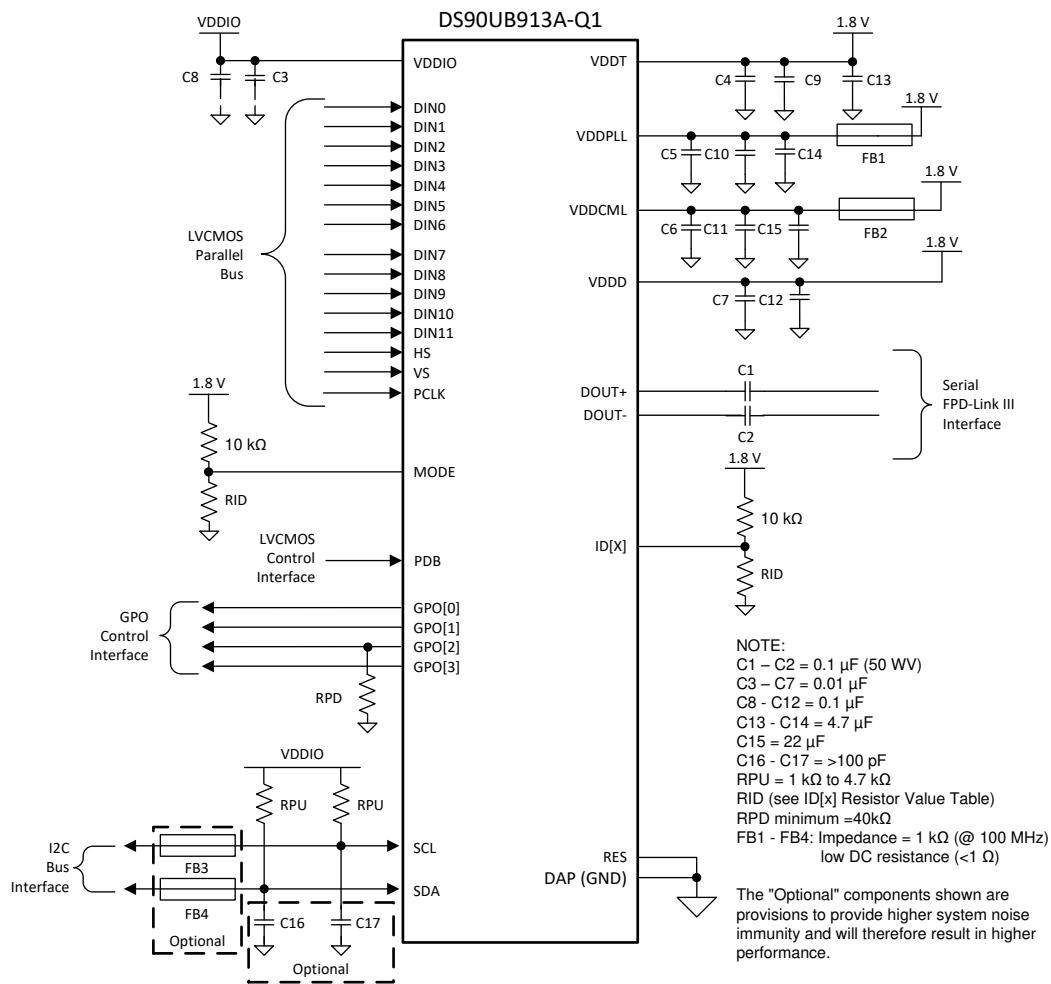 DS90UB913A-Q1
VDDIO
C8
C3
VDDIO
DIN0
DIN1
DIN2
DIN3
DIN4
DIN5
DIN6
DIN7
DIN8
DIN9
DIN10
DIN11
HS
VS
PCLK
LVCMOS
Parallel
Bus
1.8 V
10 kΩ
RID
MODE
LVCMOS
Control
Interface
PDB
GPO
Control
Interface
GPO[0]
GPO[1]
GPO[2]
GPO[3]
RPD
VDDIO
RPU
RPU
I2C
Bus
Interface
FB3
FB4
Optional
SCL
SDA
C16
C17
Optional
VDDT
1.8 V
C4
C9
C13
VDDPLL
1.8 V
C5
C10
C14
FB1
VDDCML
1.8 V
C6
C11
C15
FB2
VDDD
1.8 V
C7
C12
DOUT+
DOUT-
C1
C2
Serial
FPD-Link III
Interface
1.8 V
10 kΩ
ID[X]
RID
RES
DAP (GND)
NOTE:
C1 – C2 = 0.1 µF (50 WV)
C3 – C7 = 0.01 µF
C8 - C12 = 0.1 µF
C13 - C14 = 4.7 µF
C15 = 22 µF
C16 - C17 = >100 pF
RPU = 1 kΩ to 4.7 kΩ
RID (see ID[x] Resistor Value Table)
RPD minimum =40kΩ
FB1 - FB4: Impedance = 1 kΩ (@ 100 MHz)
low DC resistance (<1 Ω)
The "Optional" components shown are
provisions to provide higher system noise
immunity and will therefore result in higher
performance.